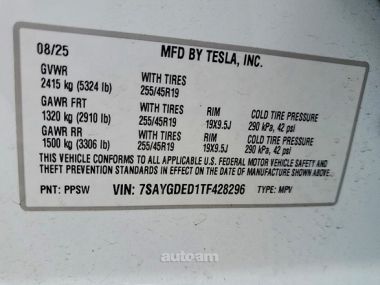 08/25 MFD BY TESLA, INC.
GVWR
2415 kg (5324 lb) WITH TIRES 255/45R19
GAWR FRT
1320 kg (2910 lb) WITH TIRES 255/45R19 RIM 19X9.5J COLD TIRE PRESSURE 290 kPa, 42 psi
GAWR RR
1500 kg (3306 lb) WITH TIRES 255/45R19 RIM 19X9.5J COLD TIRE PRESSURE 290 kPa, 42 psi
THIS VEHICLE CONFORMS TO ALL APPLICABLE U.S. FEDERAL MOTOR VEHICLE SAFETY AND
THEFT PREVENTION STANDARDS IN EFFECT ON THE DATE OF MANUFACTURE SHOWN ABOVE.
PNT: PPSW VIN: 7SAYGDED1TF428296 TYPE: MPV
autoam